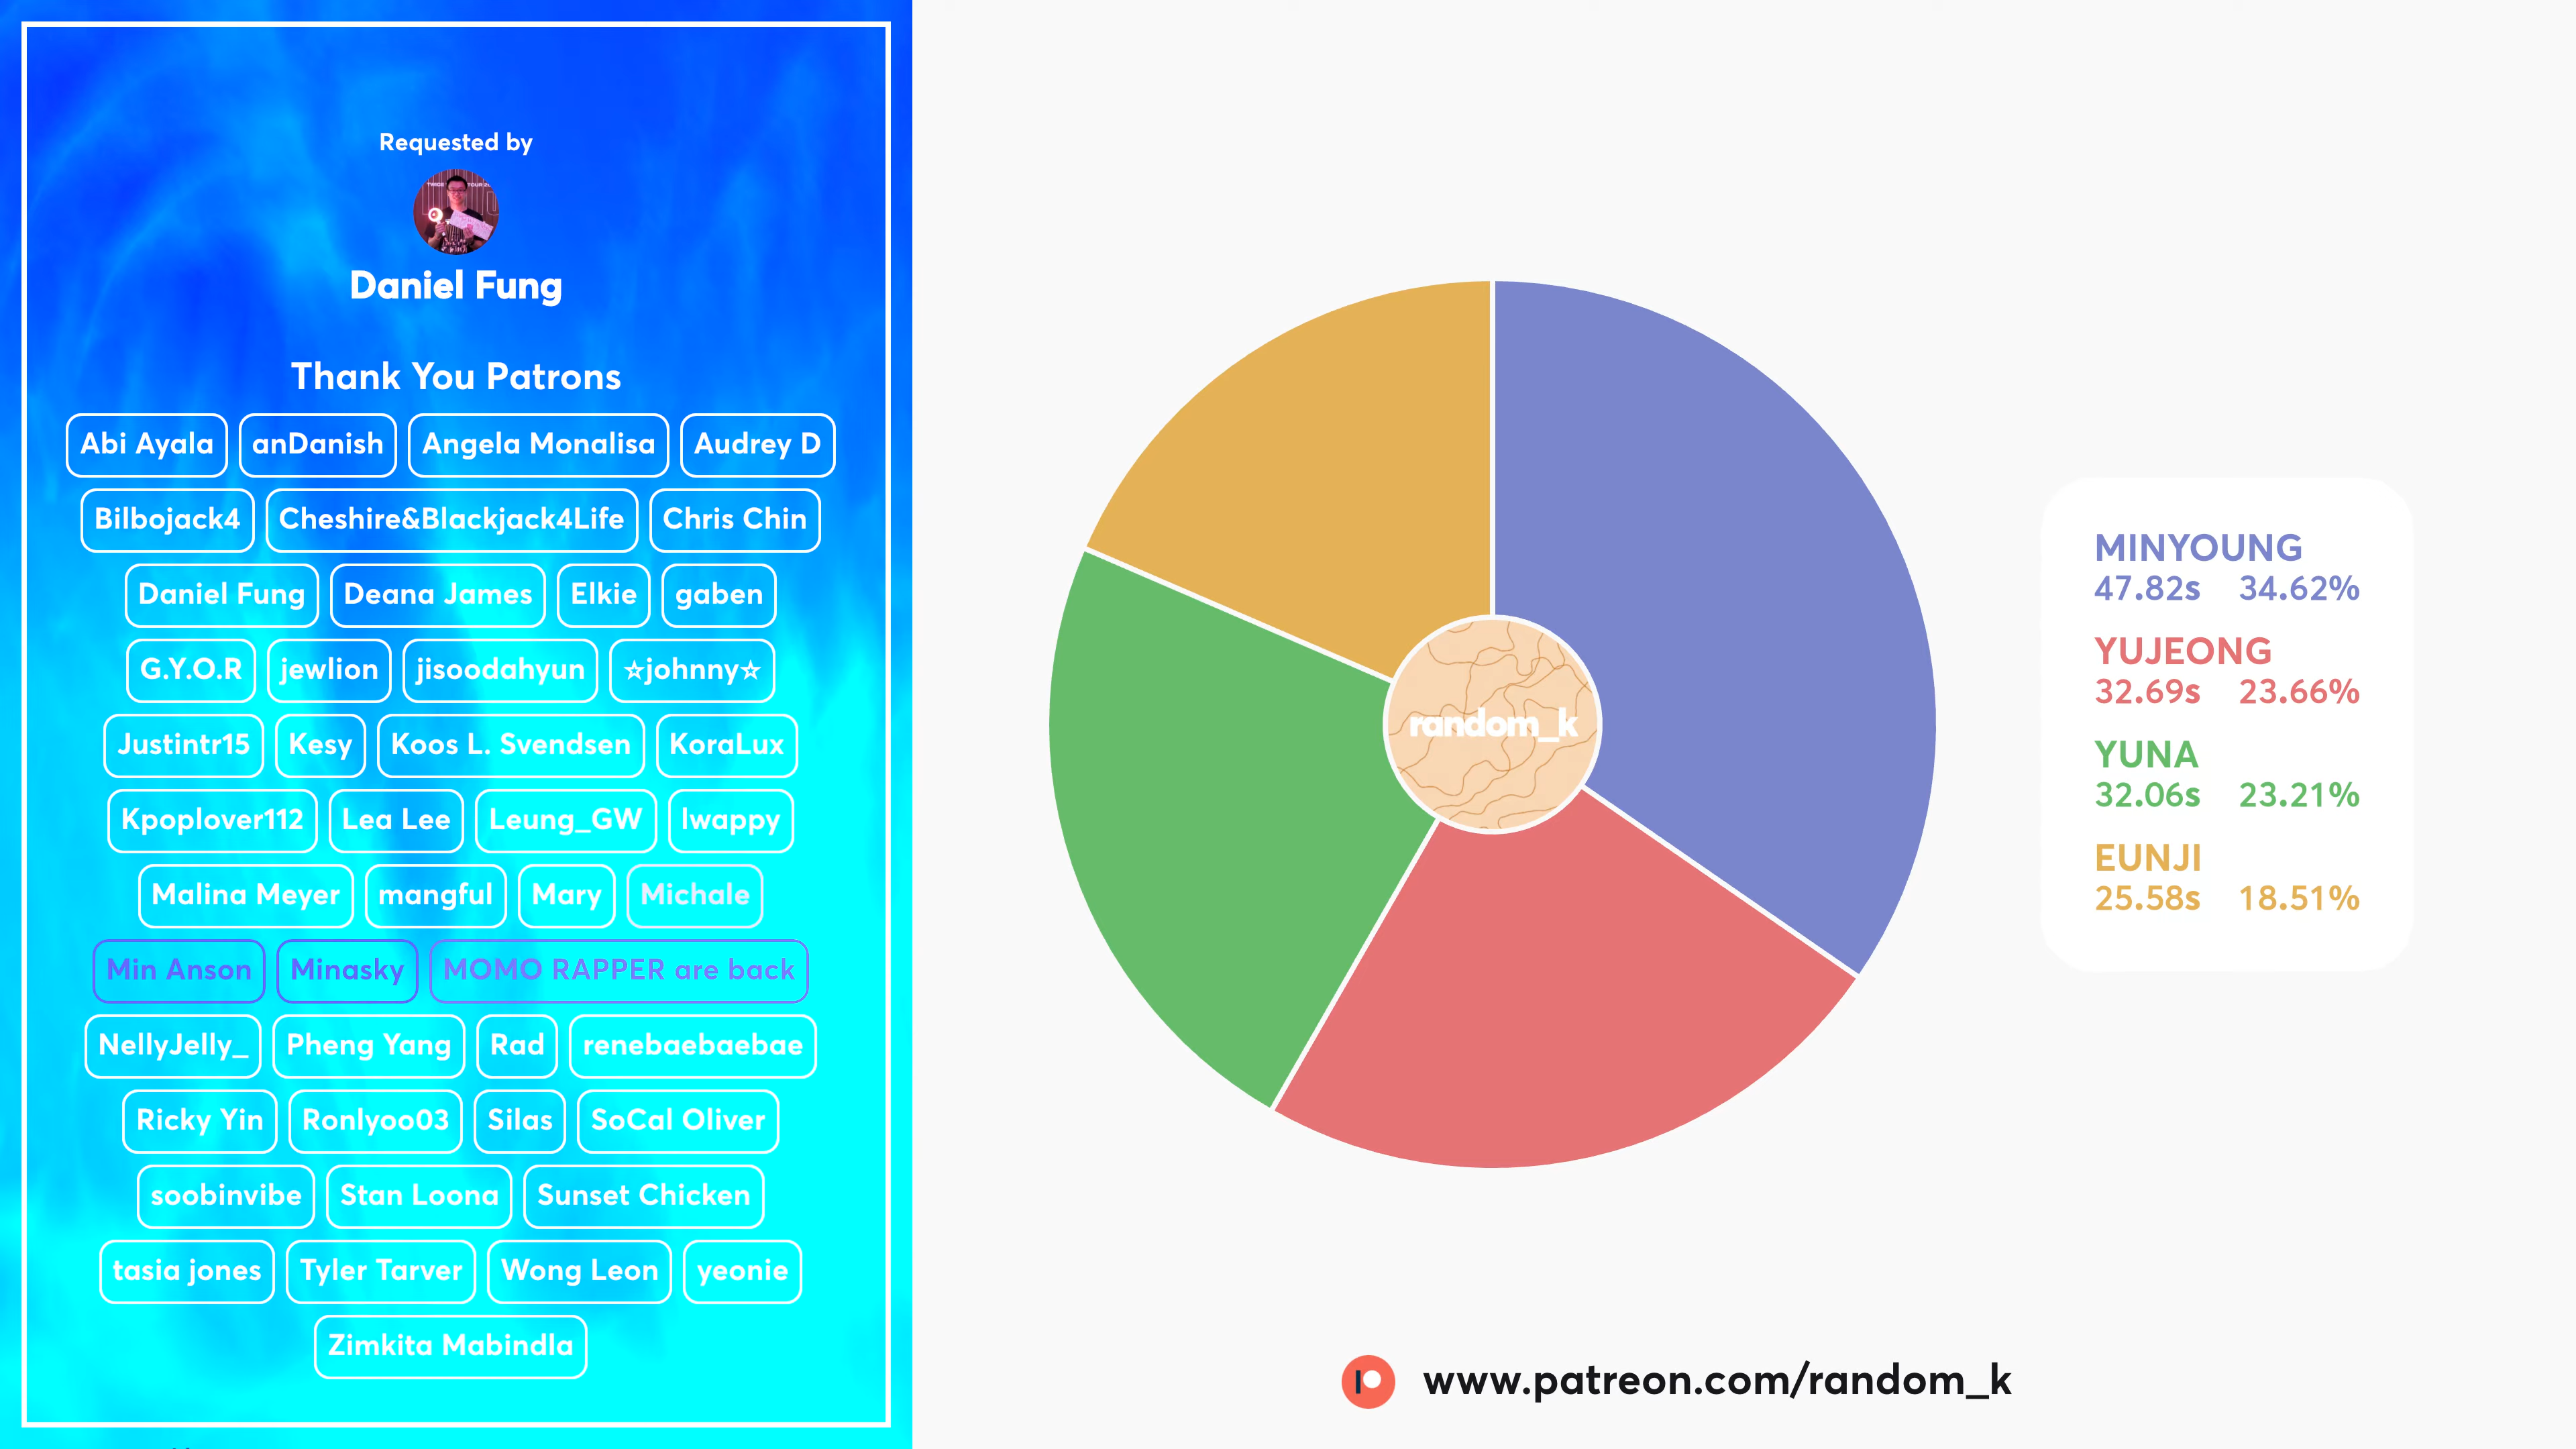 Requested by
Daniel Fung
Thank You Patrons
Abi Ayala anDanish Angela Monalisa Audrey D
Bilbojack4 Cheshire&Blackjack4Life Chris Chin
Daniel Fung Deana James Elkie gaben
G.Y.O.R jewlion jisoodahyun ☆johnny☆
Justintr15 Kesy Koos L. Svendsen KoraLux
Kpoplover112 Lea Lee Leung_GW lwappy
Malina Meyer mangful Mary Michale
Min Anson Minasky MOMO RAPPER are back
NellyJelly_ Pheng Yang Rad renebaebaebae
Ricky Yin Ronlyoo03 Silas SoCal Oliver
soobinvibe Stan Loona Sunset Chicken
tasia jones Tyler Tarver Wong Leon yeonie
Zimkita Mabindla
random_k
MINYOUNG
47.82s 34.62%
YUJEONG
32.69s 23.66%
YUNA
32.06s 23.21%
EUNJI
25.58s 18.51%
www.patreon.com/random_k